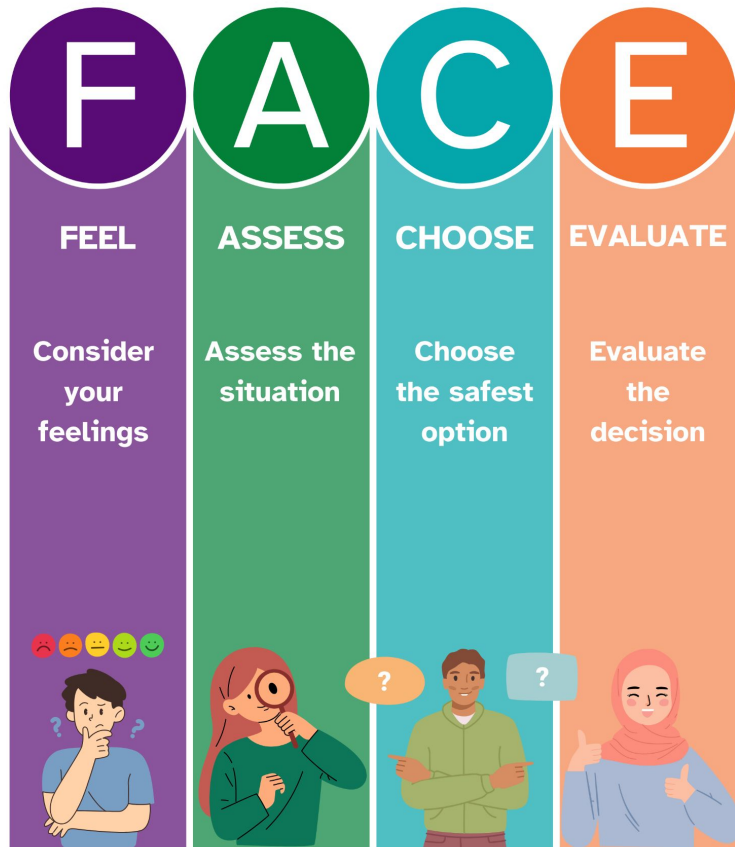 F
FEEL
Consider
your
feelings
? ?
A
ASSESS
Assess the
situation
C
CHOOSE
Choose
the safest
option
? ?
E
EVALUATE
Evaluate
the
decision